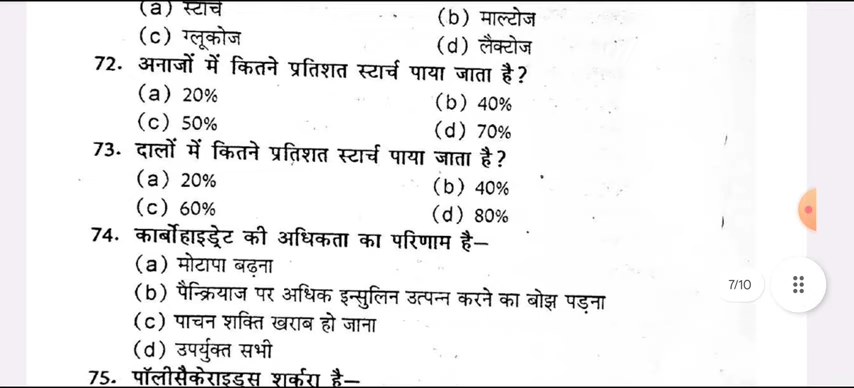 (a) स्टार्च (b) माल्टोज
(c) ग्लूकोज (d) लैक्टोज
72. अनाजों में कितने प्रतिशत स्टार्च पाया जाता है?
(a) 20% (b) 40%
(c) 50% (d) 70%
73. दालों में कितने प्रतिशत स्टार्च पाया जाता है?
(a) 20% (b) 40%
(c) 60% (d) 80%
74. कार्बोहाइड्रेट की अधिकता का परिणाम है—
(a) मोटापा बढ़ना
(b) पैन्क्रियाज पर अधिक इन्सुलिन उत्पन्न करने का बोझ पड़ना
7/10
(c) पाचन शक्ति खराब हो जाना
(d) उपर्युक्त सभी
75. पॉलीसैकेराइडस शर्करा है—